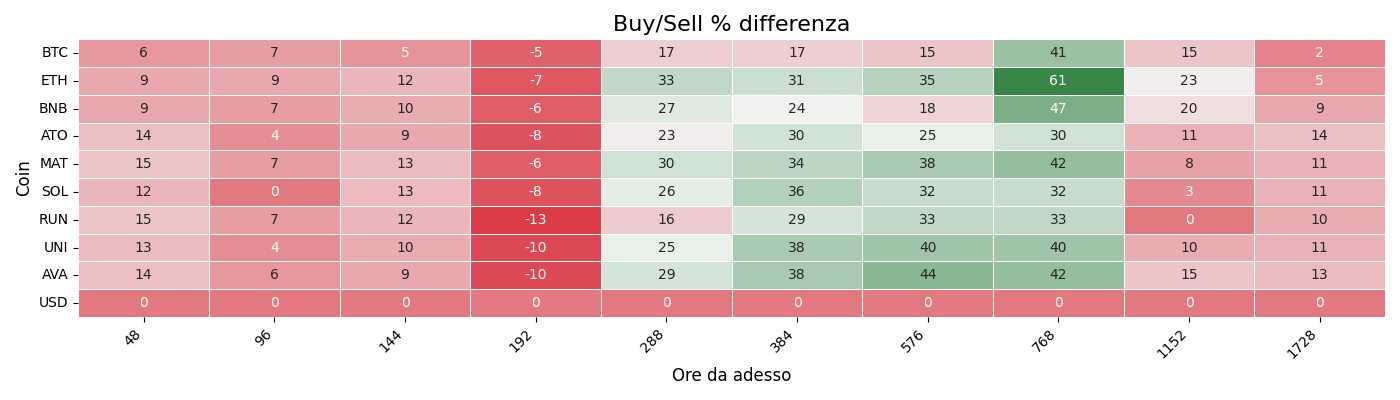 Buy/Sell % differenza
Coin
BTC 6 7 5 -5 17 17 15 41 15 2
ETH 9 9 12 -7 33 31 35 61 23 5
BNB 9 7 10 -6 27 24 18 47 20 9
ATO 14 4 9 -8 23 30 25 30 11 14
MAT 15 7 13 -6 30 34 38 42 8 11
SOL 12 0 13 -8 26 36 32 32 3 11
RUN 15 7 12 -13 16 29 33 33 0 10
UNI 13 4 10 -10 25 38 40 40 10 11
AVA 14 6 9 -10 29 38 44 42 15 13
USD 0 0 0 0 0 0 0 0 0 0
48 96 144 192 288 384 576 768 1152 1728
Ore da adesso